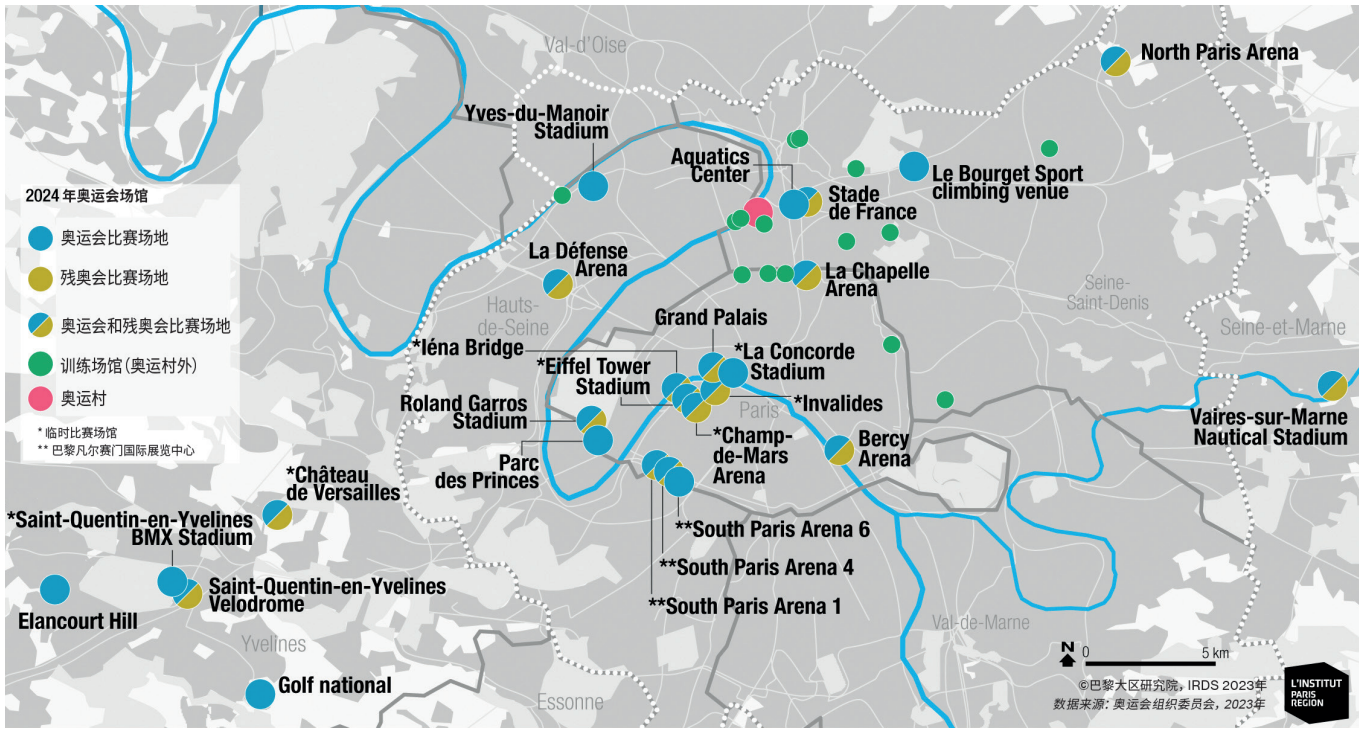 Val-d'Oise
North Paris Arena
Yves-du-Manoir
Stadium
Aquatics
Center
Le Bourget Sport
climbing venue
Stade
de France
2024 年奥运会场馆
奥运会比赛场地
残奥会比赛场地
奥运会和残奥会比赛场地
训练场馆（奥运村外）
奥运村
* 临时比赛场馆
** 巴黎凡尔赛门国际展览中心
La Défense
Arena
La Chapelle
Arena
Hauts-
de-Seine
Seine-
Saint-Denis
Seine-et-Marne
Grand Palais
*Iéna Bridge
*La Concorde
Stadium
*Eiffel Tower
Stadium
Paris
*Invalides
Roland Garros
Stadium
Vaires-sur-Marne
Nautical Stadium
*Champ-
de-Mars
Arena
Bercy
Arena
Parc
des Princes
*Château
de Versailles
*Saint-Quentin-en-Yvelines
BMX Stadium
**South Paris Arena 6
**South Paris Arena 4
**South Paris Arena 1
Saint-Quentin-en-Yvelines
Velodrome
Elancourt Hill
Yvelines
Val-de-Marne
Golf national
Essonne
N
0 5 km
©巴黎大区研究院，IRDS 2023年
数据来源：奥运会组织委员会，2023年
L'INSTITUT
PARIS
REGION